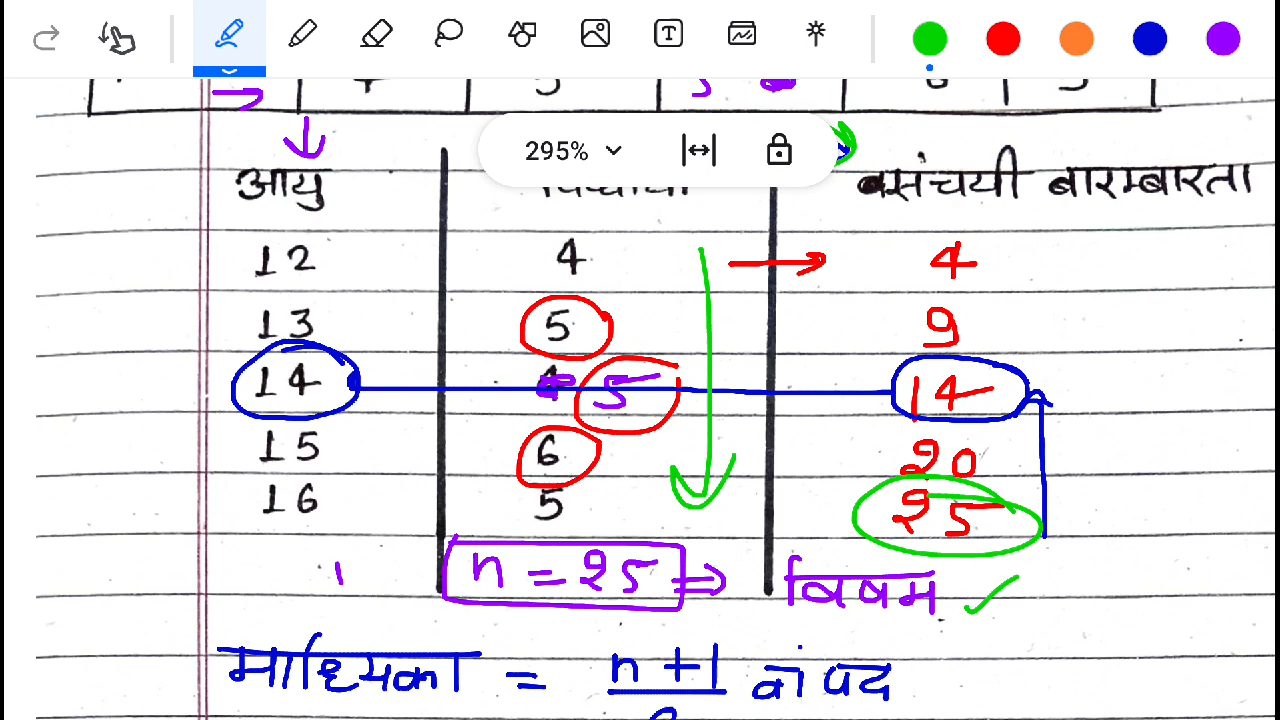 295%
आयु संचयी बारम्बारता
12 4 4
13 5 9
14 5 14
15 6 20
16 5 25
n = 25 ⇒ विषम ✓
माध्यिका = n + 1 वां पद